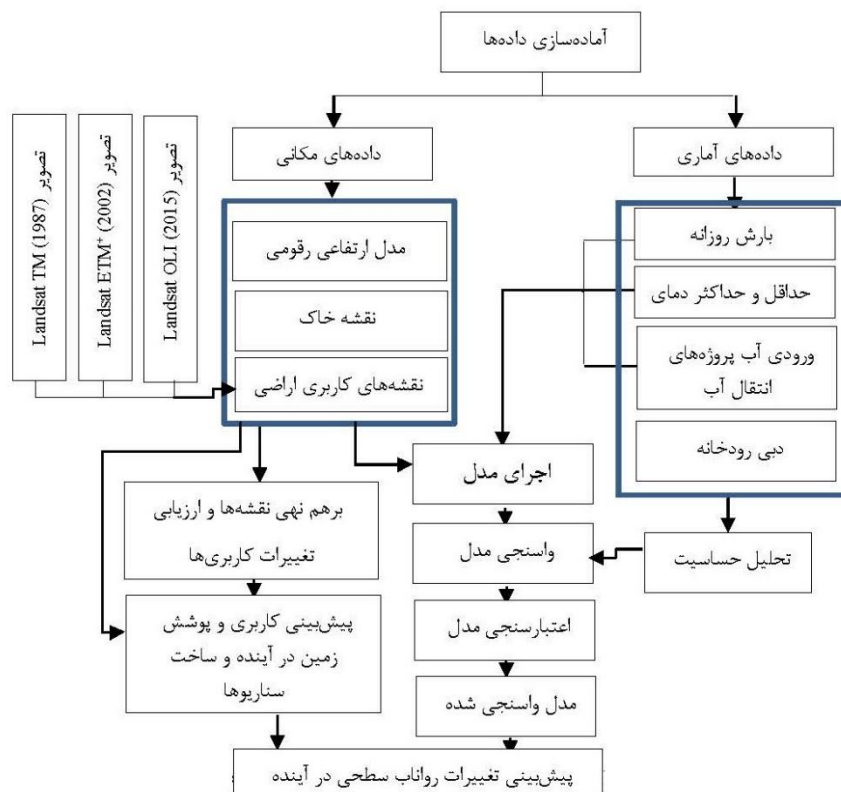 آماده‌سازی داده‌ها
داده‌های آماری
داده‌های مکانی
تصویر Landsat TM (1987)
تصویر Landsat ETM⁺ (2002)
تصویر Landsat OLI (2015)
بارش روزانه
حداقل و حداکثر دمای
ورودی آب پروژه‌های
انتقال آب
دبی رودخانه
مدل ارتفاعی رقومی
نقشه خاک
نقشه‌های کاربری اراضی
اجرای مدل
برهم نهی نقشه‌ها و ارزیابی
تغییرات کاربری‌ها
واسنجی مدل
تحلیل حساسیت
پیش‌بینی کاربری و پوشش
زمین در آینده و ساخت
سناریوها
اعتبارسنجی مدل
مدل واسنجی شده
پیش‌بینی تغییرات رواناب سطحی در آینده